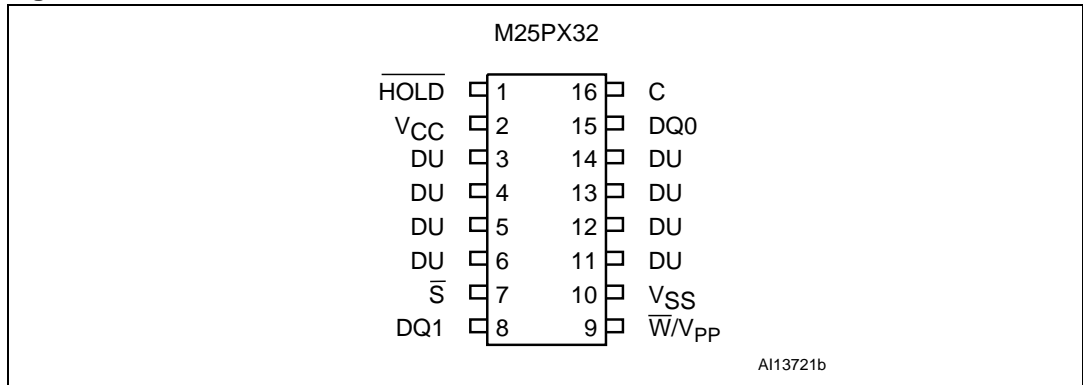 M25PX32
HOLD 1 16 C
VCC 2 15 DQ0
DU 3 14 DU
DU 4 13 DU
DU 5 12 DU
DU 6 11 DU
S 7 10 VSS
DQ1 8 9 W/VPP
AI13721b